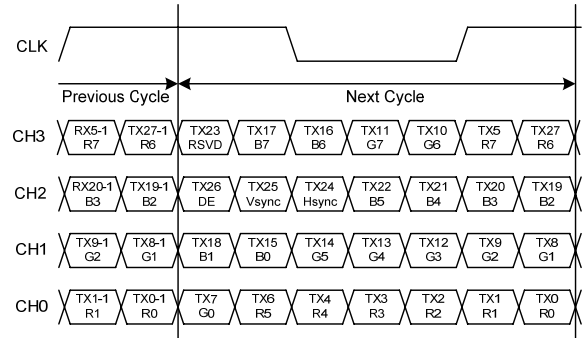 CLK
Previous Cycle Next Cycle
CH3 RX5-1 TX27-1 TX23 TX17 TX16 TX11 TX10 TX5 TX27
R7 R6 RSVD B7 B6 G7 G6 R7 R6
CH2 RX20-1 TX19-1 TX26 TX25 TX24 TX22 TX21 TX20 TX19
B3 B2 DE Vsync Hsync B5 B4 B3 B2
CH1 TX9-1 TX8-1 TX18 TX15 TX14 TX13 TX12 TX9 TX8
G2 G1 B1 B0 G5 G4 G3 G2 G1
CH0 TX1-1 TX0-1 TX7 TX6 TX4 TX3 TX2 TX1 TX0
R1 R0 G0 R5 R4 R3 R2 R1 R0